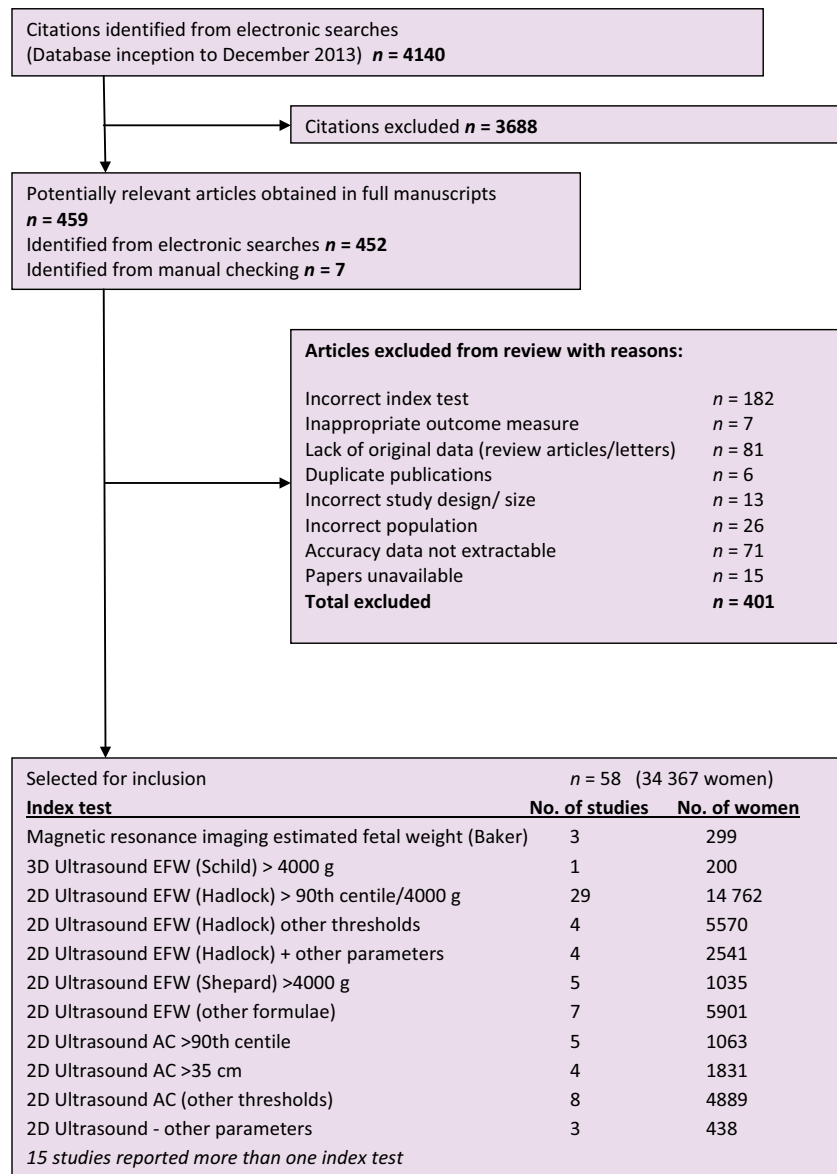 Citations identified from electronic searches
(Database inception to December 2013) n = 4140
Citations excluded n = 3688
Potentially relevant articles obtained in full manuscripts
n = 459
Identified from electronic searches n = 452
Identified from manual checking n = 7
Articles excluded from review with reasons:
Incorrect index test n = 182
Inappropriate outcome measure n = 7
Lack of original data (review articles/letters) n = 81
Duplicate publications n = 6
Incorrect study design/ size n = 13
Incorrect population n = 26
Accuracy data not extractable n = 71
Papers unavailable n = 15
Total excluded n = 401
Selected for inclusion n = 58 (34 367 women)
Index test No. of studies No. of women
Magnetic resonance imaging estimated fetal weight (Baker) 3 299
3D Ultrasound EFW (Schild) > 4000 g 1 200
2D Ultrasound EFW (Hadlock) > 90th centile/4000 g 29 14 762
2D Ultrasound EFW (Hadlock) other thresholds 4 5570
2D Ultrasound EFW (Hadlock) + other parameters 4 2541
2D Ultrasound EFW (Shepard) >4000 g 5 1035
2D Ultrasound EFW (other formulae) 7 5901
2D Ultrasound AC >90th centile 5 1063
2D Ultrasound AC >35 cm 4 1831
2D Ultrasound AC (other thresholds) 8 4889
2D Ultrasound - other parameters 3 438
15 studies reported more than one index test